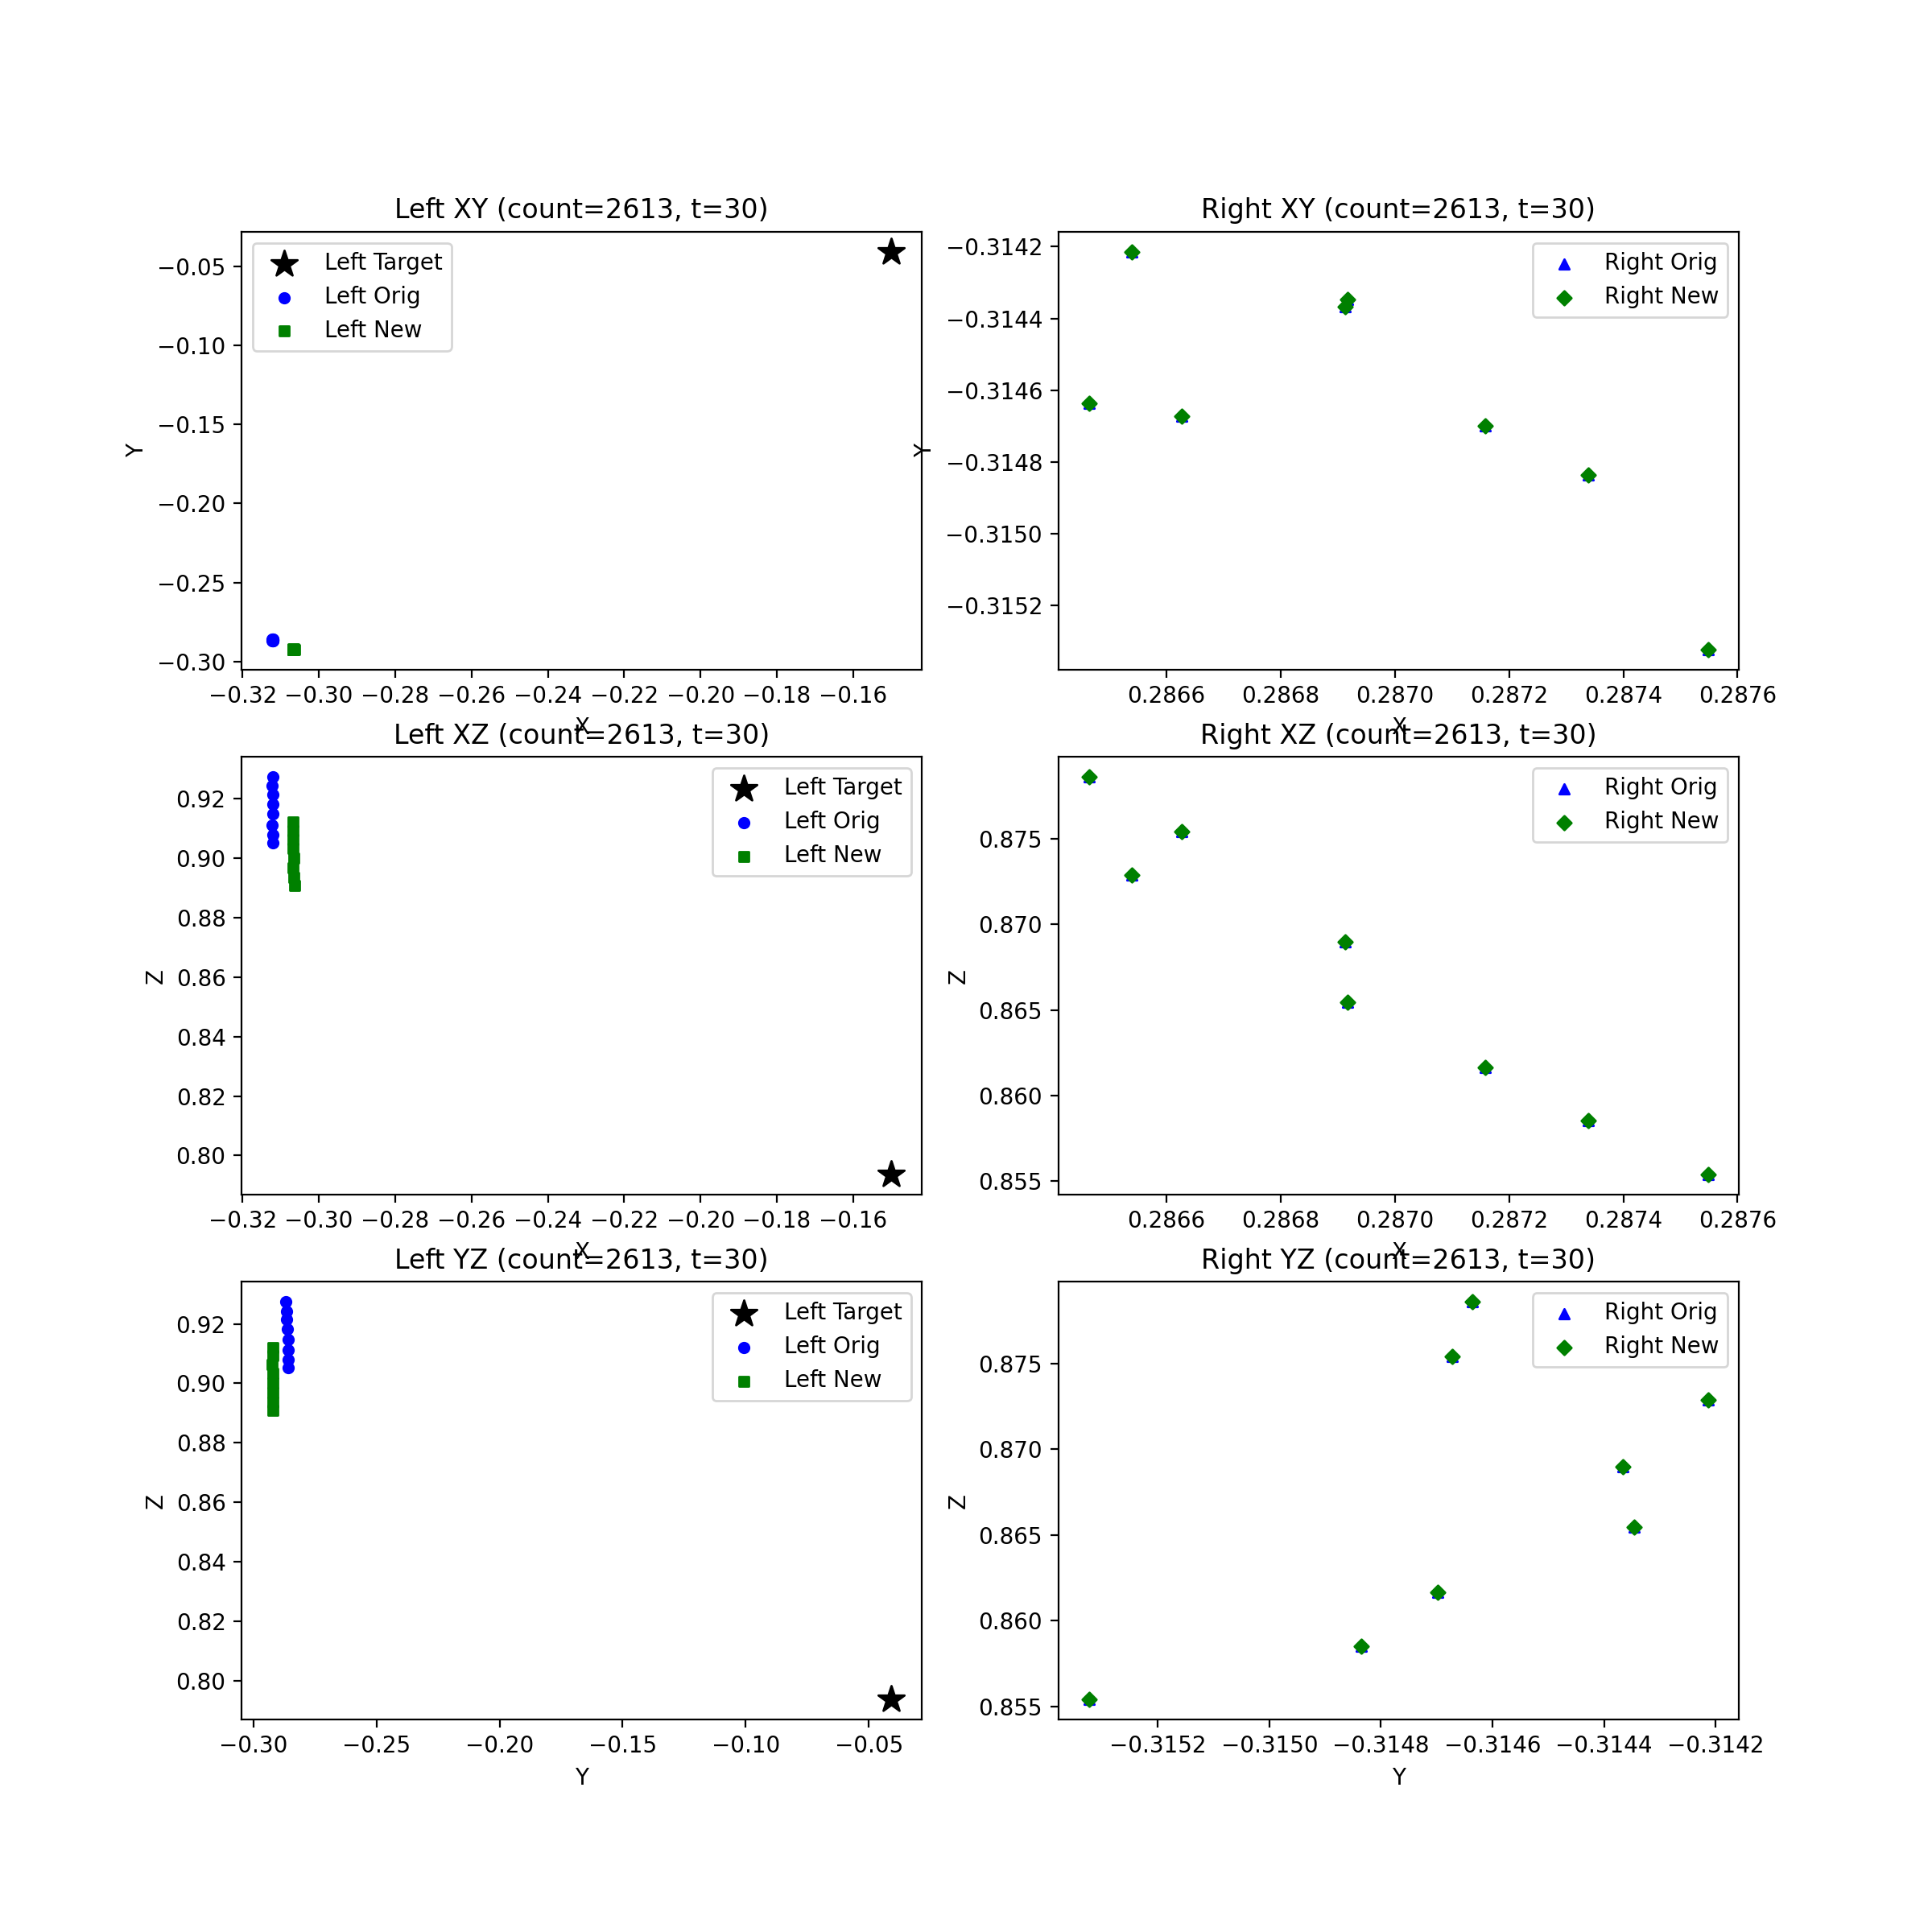 Left XY (count=2613, t=30)
Left Target
Left Orig
Left New
Y
−0.05
−0.10
−0.15
−0.20
−0.25
−0.30
−0.32 −0.30 −0.28 −0.26 −0.24 −0.22 −0.20 −0.18 −0.16
X
Right XY (count=2613, t=30)
Right Orig
Right New
Y
−0.3142
−0.3144
−0.3146
−0.3148
−0.3150
−0.3152
0.2866 0.2868 0.2870 0.2872 0.2874 0.2876
X
Left XZ (count=2613, t=30)
Left Target
Left Orig
Left New
Z
0.92
0.90
0.88
0.86
0.84
0.82
0.80
−0.32 −0.30 −0.28 −0.26 −0.24 −0.22 −0.20 −0.18 −0.16
X
Right XZ (count=2613, t=30)
Right Orig
Right New
Z
0.875
0.870
0.865
0.860
0.855
0.2866 0.2868 0.2870 0.2872 0.2874 0.2876
X
Left YZ (count=2613, t=30)
Left Target
Left Orig
Left New
Z
0.92
0.90
0.88
0.86
0.84
0.82
0.80
−0.30 −0.25 −0.20 −0.15 −0.10 −0.05
Y
Right YZ (count=2613, t=30)
Right Orig
Right New
Z
0.875
0.870
0.865
0.860
0.855
−0.3152 −0.3150 −0.3148 −0.3146 −0.3144 −0.3142
Y